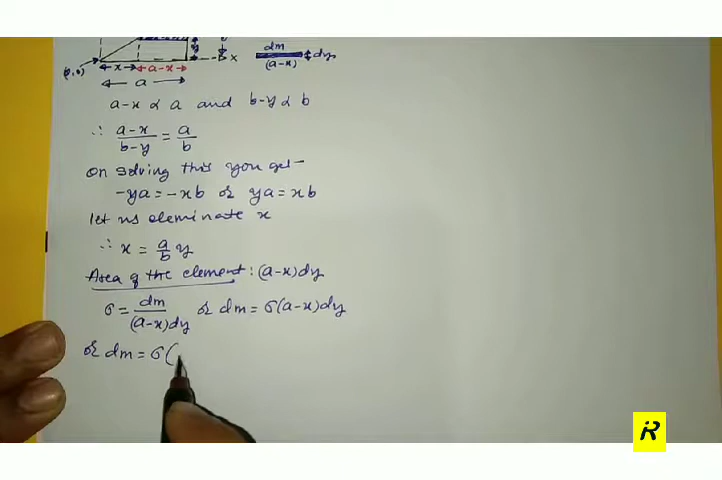 dm
y
x
(a-x)
dy
(0,0)
x a-x
a
a-x ∝ a and b-y ∝ b
∴ a-x/b-y = a/b
on solving this you get-
-ya = -xb or ya = xb
let us eleminate x
∴ x = a/b y
Area of the element: (a-x)dy
σ = dm/(a-x)dy or dm = σ(a-x)dy
or dm = σ(
R